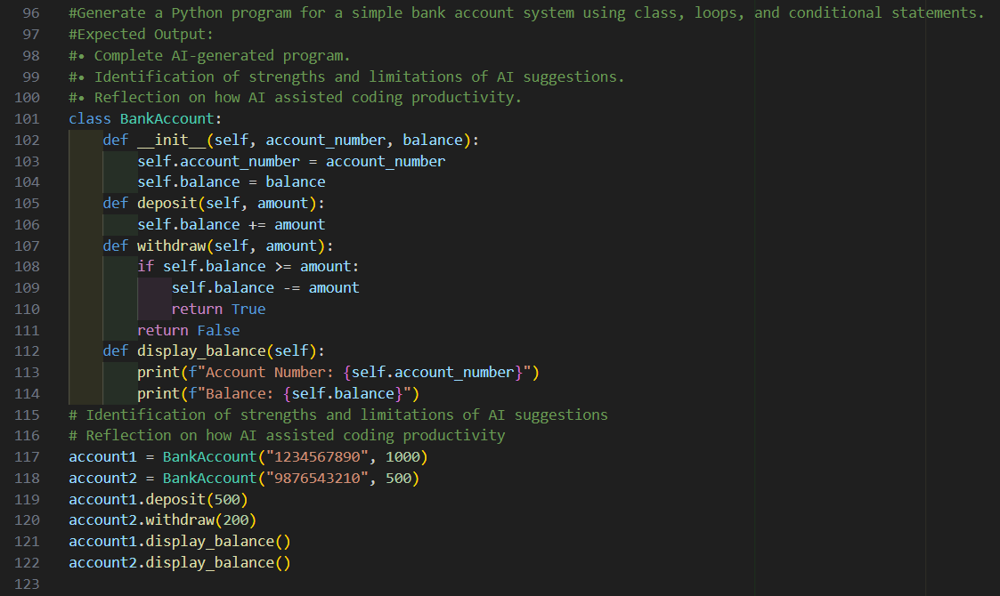 96 #Generate a Python program for a simple bank account system using class, loops, and conditional statements.
97 #Expected Output:
98 #• Complete AI-generated program.
99 #• Identification of strengths and limitations of AI suggestions.
100 #• Reflection on how AI assisted coding productivity.
101 class BankAccount:
102     def __init__(self, account_number, balance):
103         self.account_number = account_number
104         self.balance = balance
105     def deposit(self, amount):
106         self.balance += amount
107     def withdraw(self, amount):
108         if self.balance >= amount:
109             self.balance -= amount
110             return True
111         return False
112     def display_balance(self):
113         print(f"Account Number: {self.account_number}")
114         print(f"Balance: {self.balance}")
115 # Identification of strengths and limitations of AI suggestions
116 # Reflection on how AI assisted coding productivity
117 account1 = BankAccount("1234567890", 1000)
118 account2 = BankAccount("9876543210", 500)
119 account1.deposit(500)
120 account2.withdraw(200)
121 account1.display_balance()
122 account2.display_balance()
123